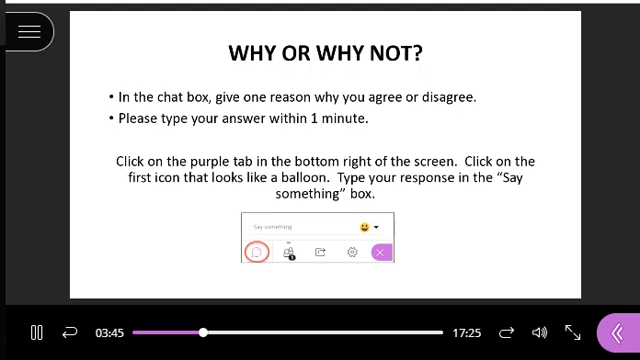 WHY OR WHY NOT?
• In the chat box, give one reason why you agree or disagree.
• Please type your answer within 1 minute.
Click on the purple tab in the bottom right of the screen. Click on the
first icon that looks like a balloon. Type your response in the “Say
something” box.
Say something
03:45
17:25